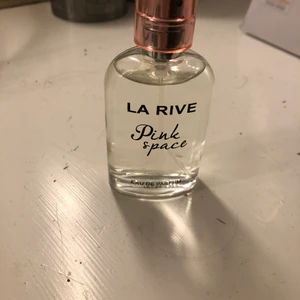 LA RIVE
Pink
space
EAU DE PARFUM